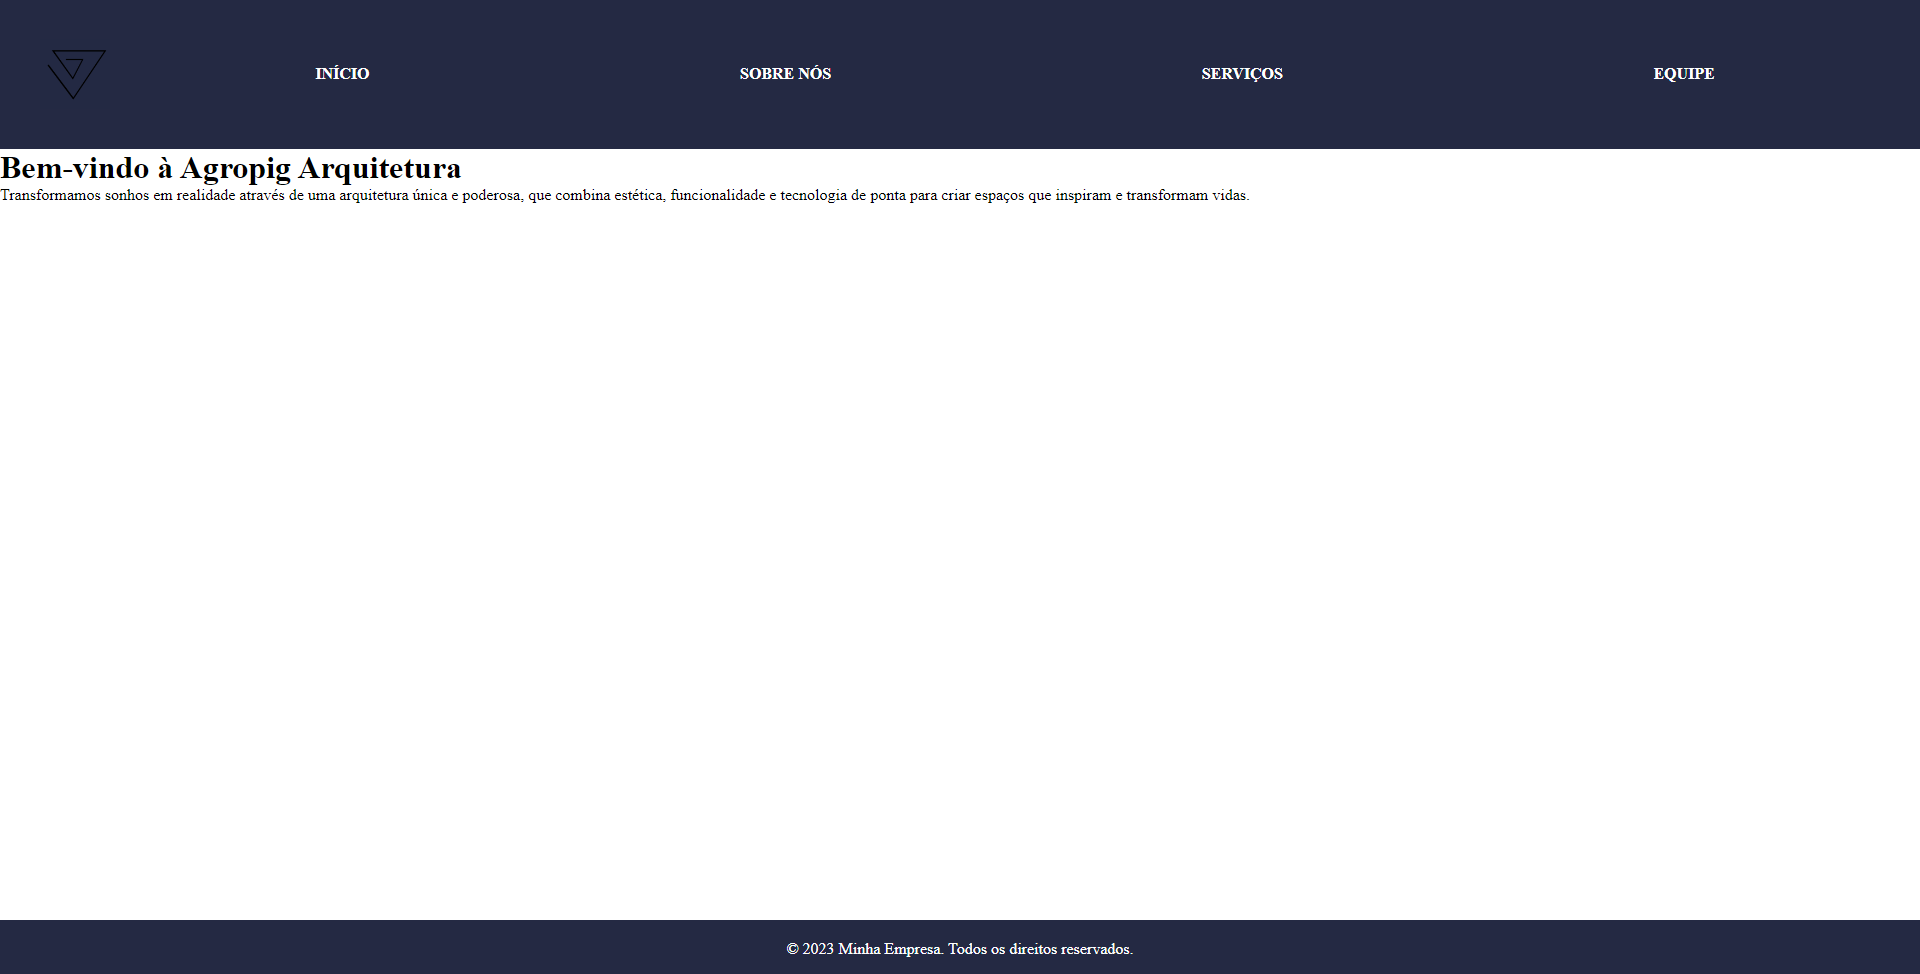 INÍCIO SOBRE NÓS SERVIÇOS EQUIPE
Bem-vindo à Agropig Arquitetura
Transformamos sonhos em realidade através de uma arquitetura única e poderosa, que combina estética, funcionalidade e tecnologia de ponta para criar espaços que inspiram e transformam vidas.
© 2023 Minha Empresa. Todos os direitos reservados.